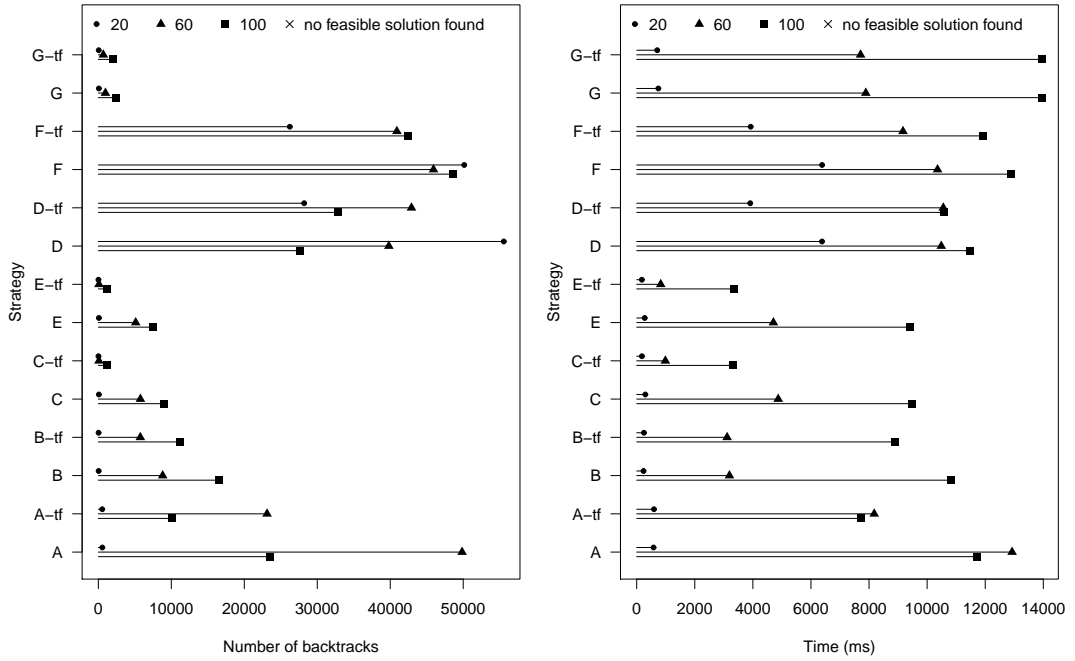 20 60 100 no feasible solution found
G−tf
G
F−tf
F
D−tf
D
E−tf
E
C−tf
C
B−tf
B
A−tf
A
Strategy
0 10000 20000 30000 40000 50000
Number of backtracks
20 60 100 no feasible solution found
G−tf
G
F−tf
F
D−tf
D
E−tf
E
C−tf
C
B−tf
B
A−tf
A
Strategy
0 2000 4000 6000 8000 10000 12000 14000
Time (ms)